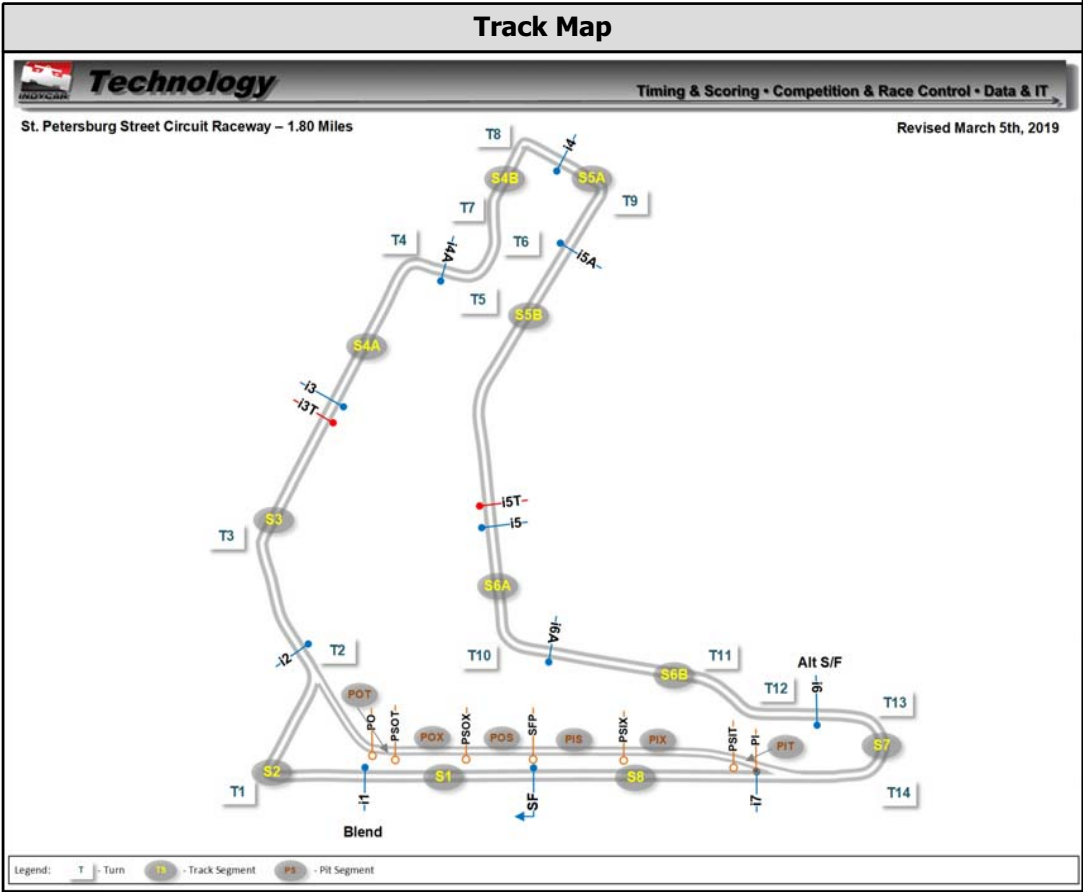 Track Map
INDYCAR
Technology
Timing & Scoring • Competition & Race Control • Data & IT
St. Petersburg Street Circuit Raceway – 1.80 Miles
Revised March 5th, 2019
T8
-i4-
S4B
S5A
T9
T7
T4
-i4A-
T6
-i5A-
T5
S5B
S4A
-i3-
-i3T-
-i5T-
-i5-
S3
T3
S6A
-i6A-
T2
-i2-
T10
T11
S6B
Alt S/F
-i6-
T12
T13
POT
PO
PSOT-
POX
PSOX-
POS
SFP-
PIS
PSIX-
PIX
PSIT-
PI-
PIT
S7
S2
S1
S8
T1
-i1
-SF
-i7
T14
Blend
Legend: T - Turn TS - Track Segment PS - Pit Segment